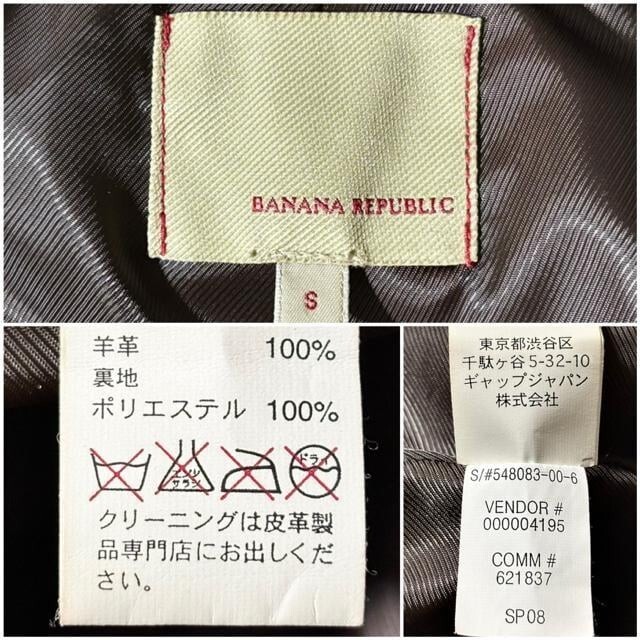 BANANA REPUBLIC
S
羊革 100%
裏地
ポリエステル 100%
エンソ
サラシ
ドライ
クリーニングは皮革製
品専門店にお出しくだ
さい。
東京都渋谷区
千駄ヶ谷5-32-10
ギャップジャパン
株式会社
S/#548083-00-6
VENDOR #
000004195
COMM #
621837
SP08